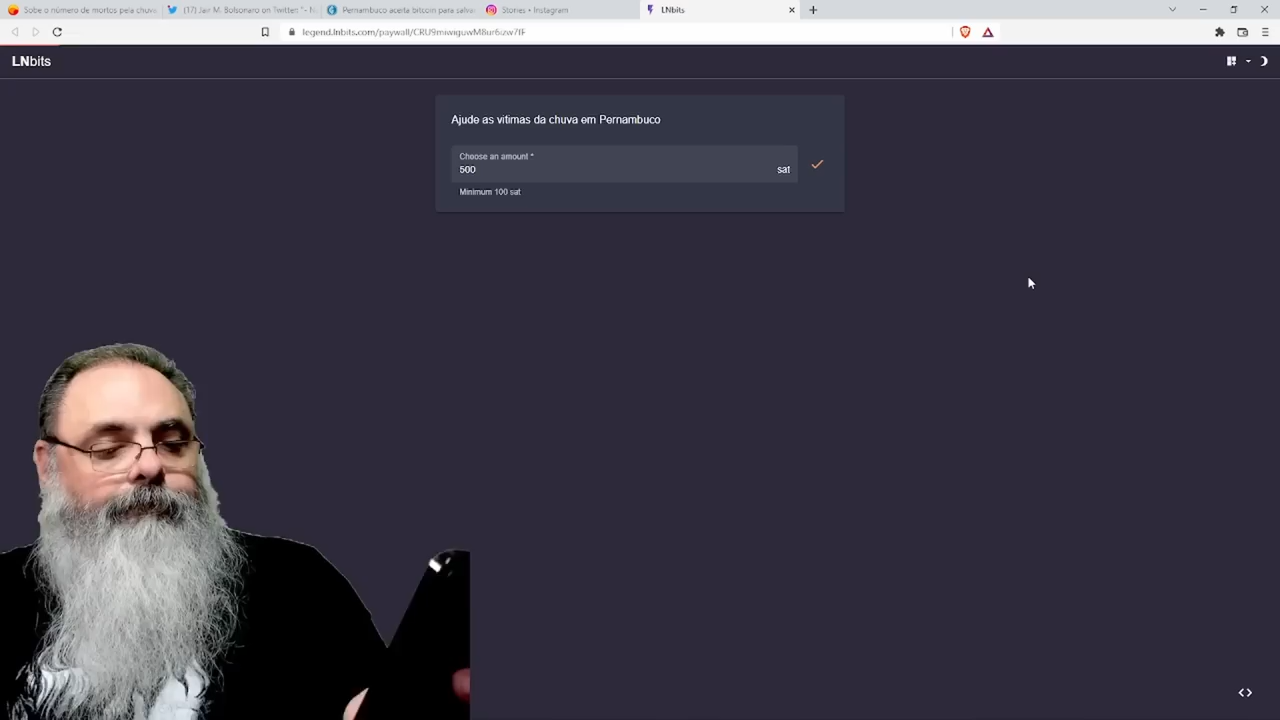 Sobe o número de mortos pela chuva
(17) Jair M. Bolsonaro on Twitter: "- N
Pernambuco aceita bitcoin para salva
Stories • Instagram
LNbits
legend.lnbits.com/paywall/
LNbits
Ajude as vitimas da chuva em Pernambuco
Choose an amount *
500
sat
Minimum 100 sat